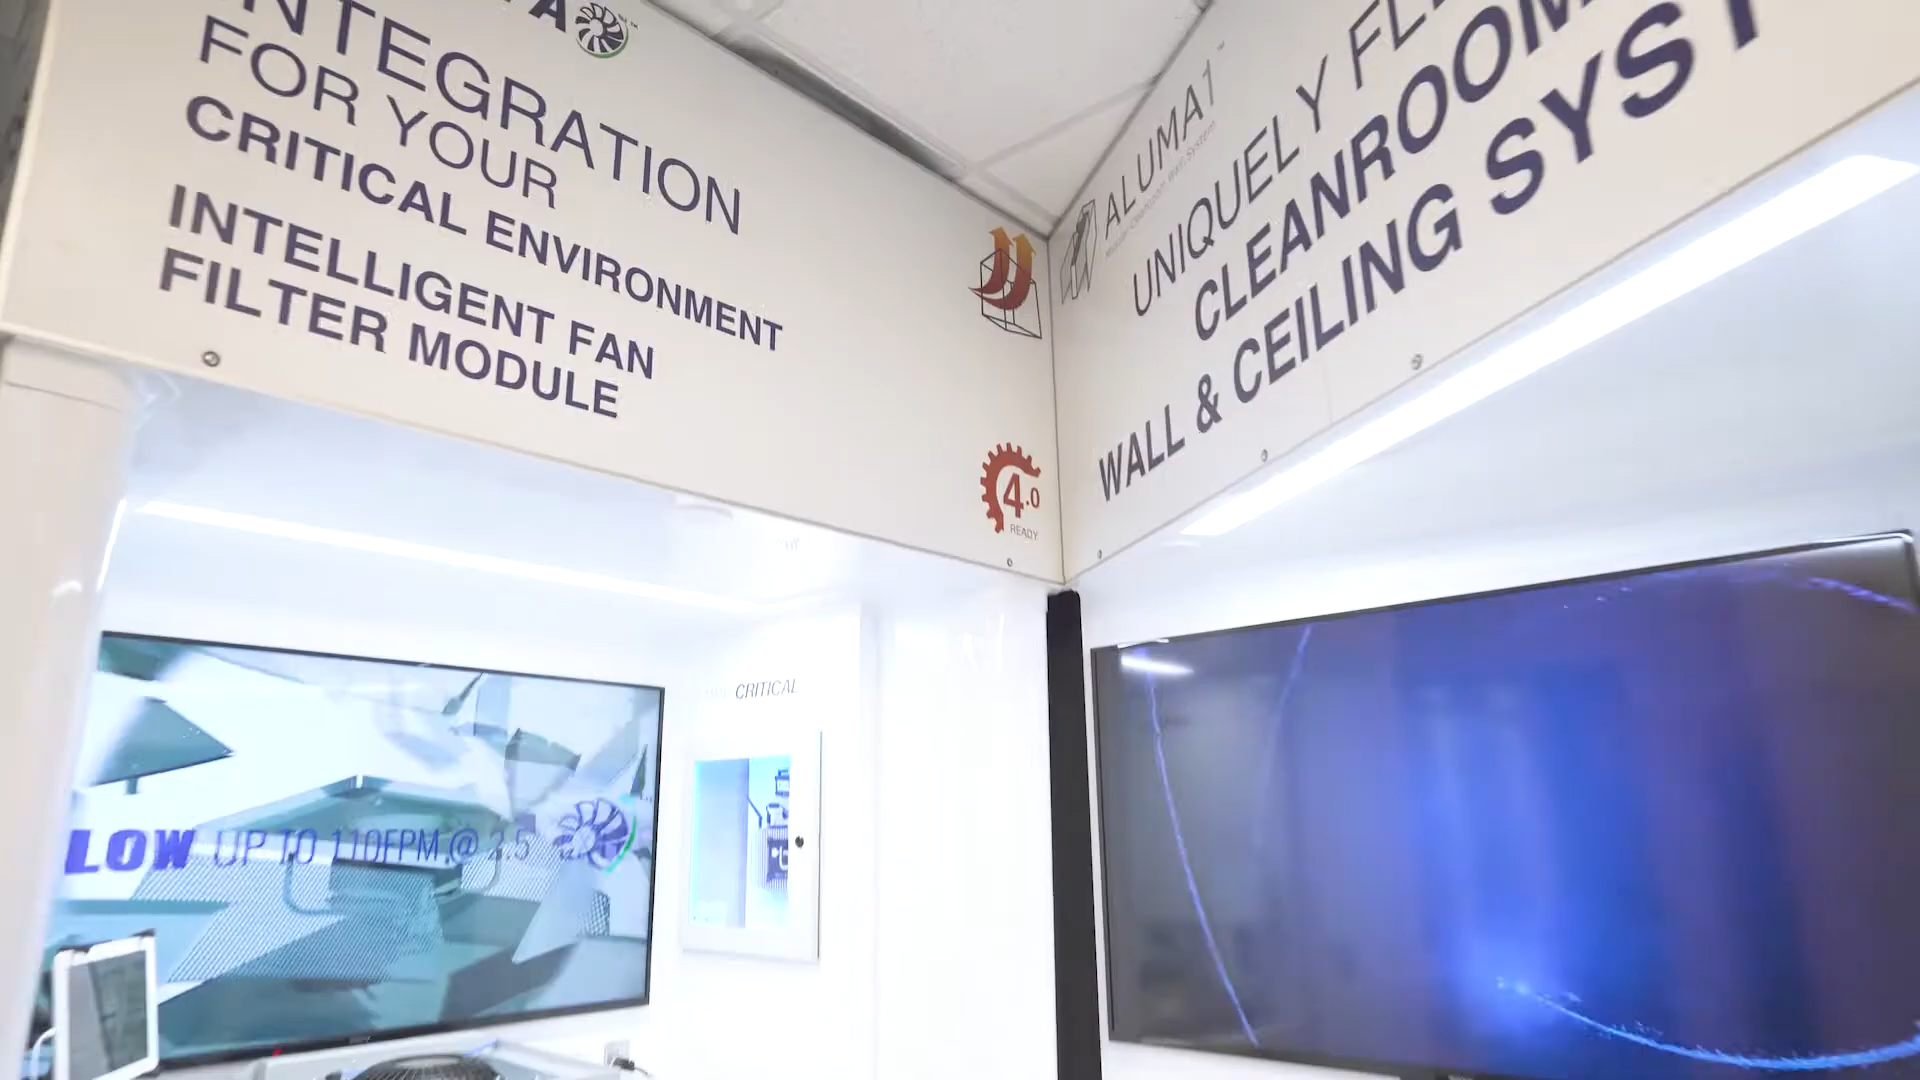 INTEGRATION
FOR YOUR
CRITICAL ENVIRONMENT
INTELLIGENT FAN
FILTER MODULE
4.0
READY
ALUMA1
UNIQUELY
CLEANROOM
WALL & CEILING SYST
CRITICAL
LOW UP TO 110FPM @ 2.5